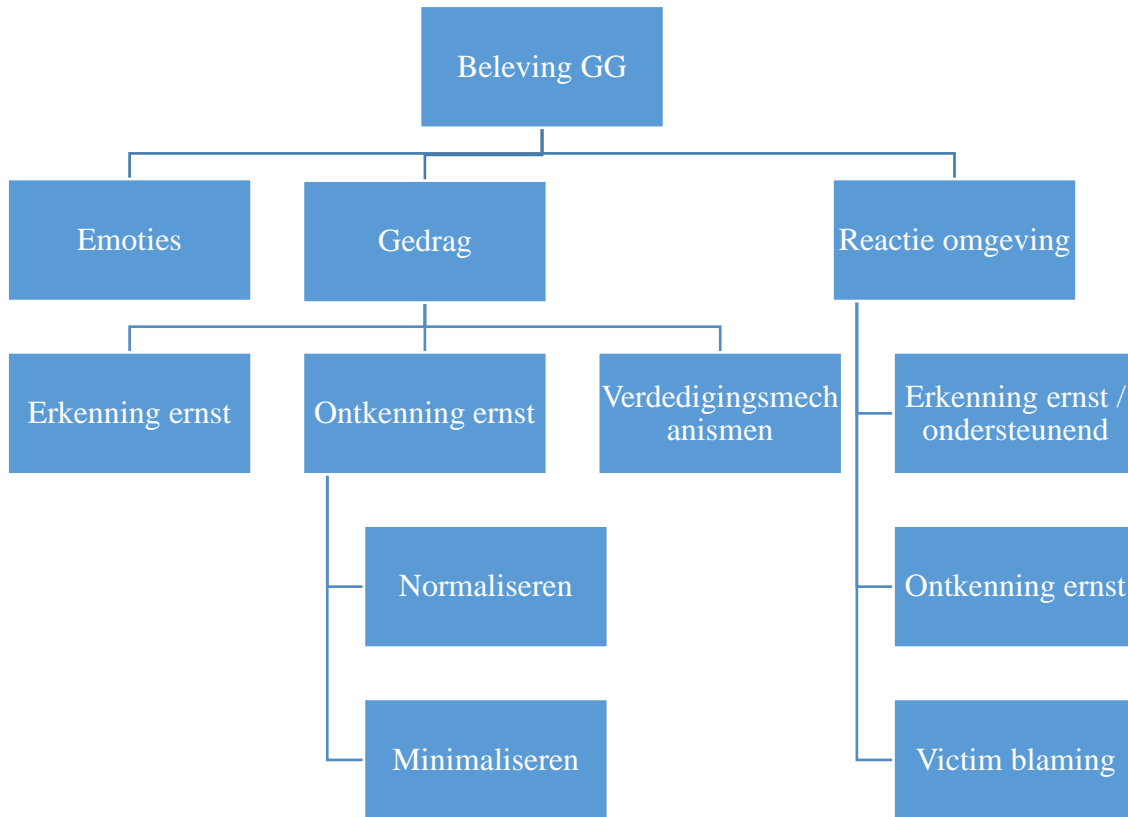 Beleving GG
Emoties
Gedrag
Reactie omgeving
Erkenning ernst
Ontkenning ernst
Verdedigingsmech
anismen
Erkenning ernst /
ondersteunend
Normaliseren
Ontkenning ernst
Minimaliseren
Victim blaming